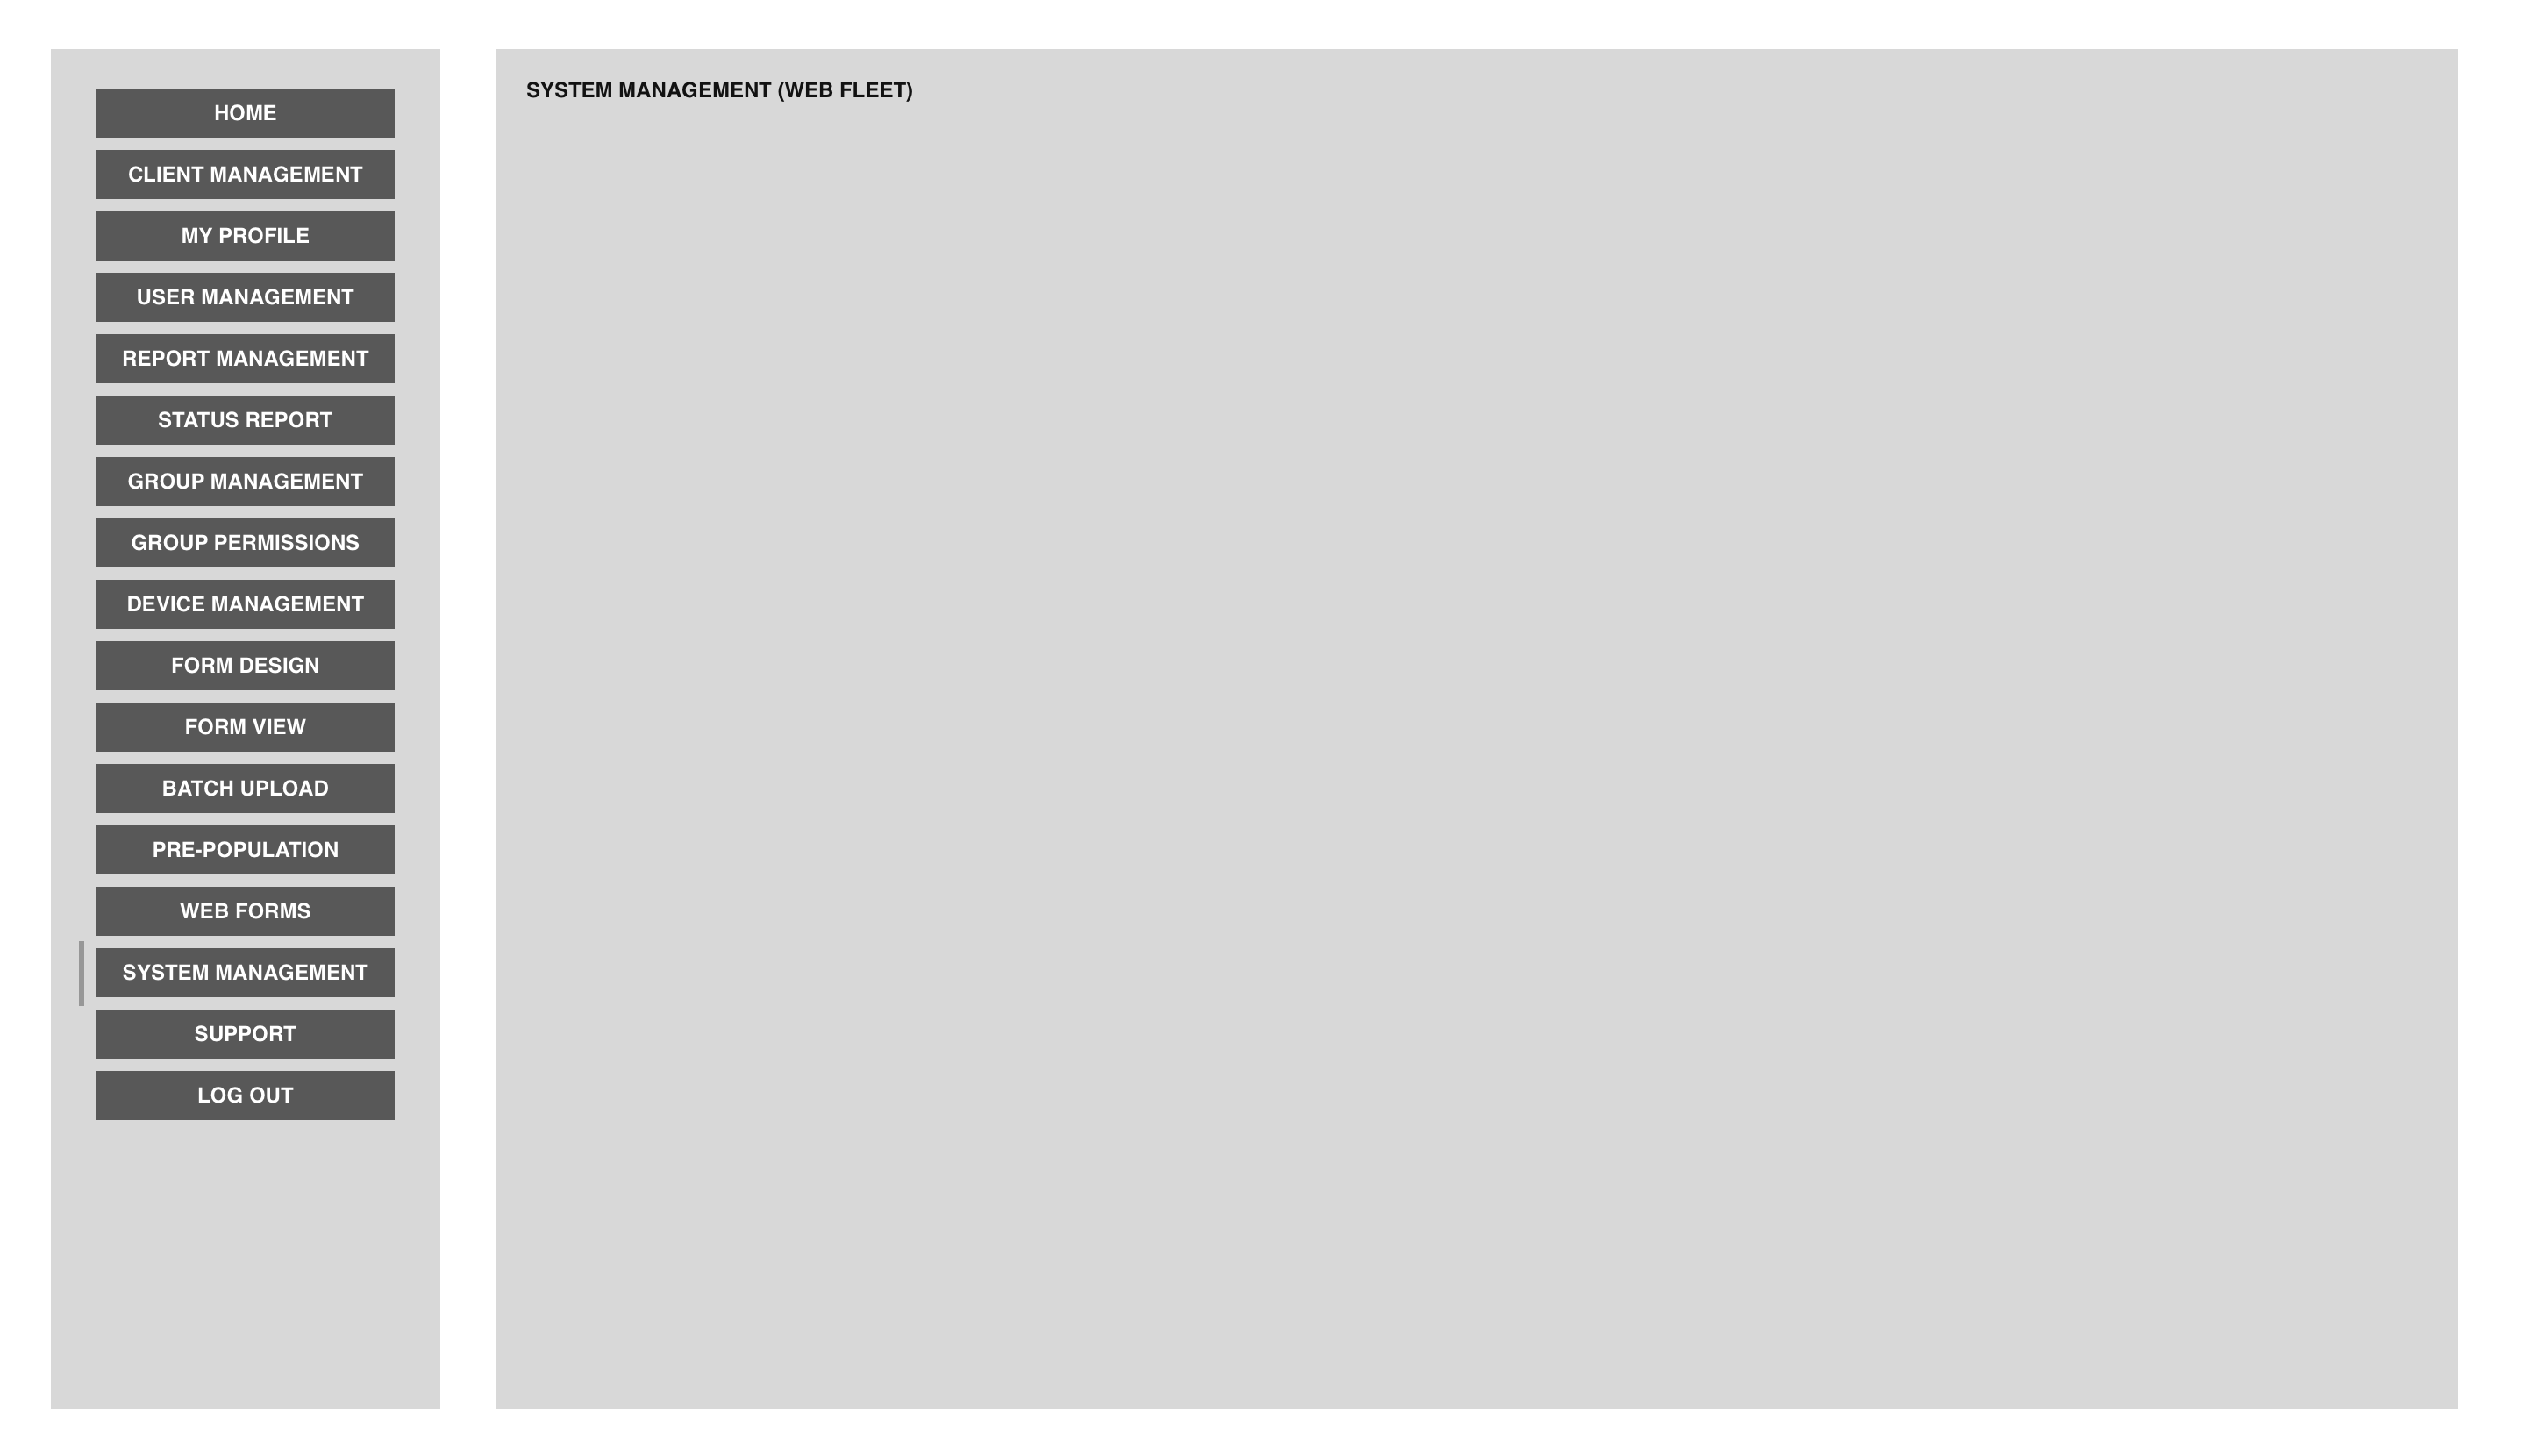 HOME
CLIENT MANAGEMENT
MY PROFILE
USER MANAGEMENT
REPORT MANAGEMENT
STATUS REPORT
GROUP MANAGEMENT
GROUP PERMISSIONS
DEVICE MANAGEMENT
FORM DESIGN
FORM VIEW
BATCH UPLOAD
PRE-POPULATION
WEB FORMS
SYSTEM MANAGEMENT
SUPPORT
LOG OUT
SYSTEM MANAGEMENT (WEB FLEET)